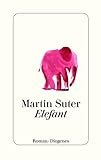 Martin Suter
Elefant
Roman · Diogenes